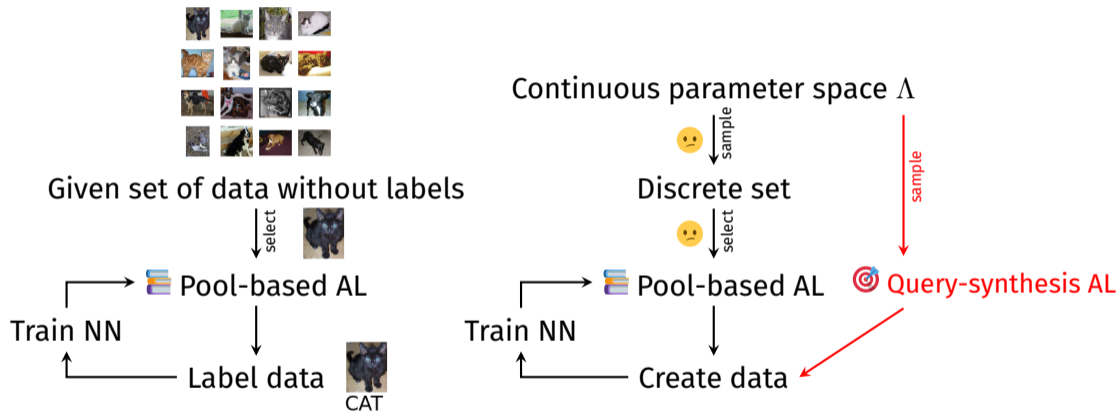 Given set of data without labels
select
Pool-based AL
Train NN
Label data
CAT
Continuous parameter space Λ
sample
Discrete set
select
Pool-based AL
Train NN
Create data
sample
Query-synthesis AL